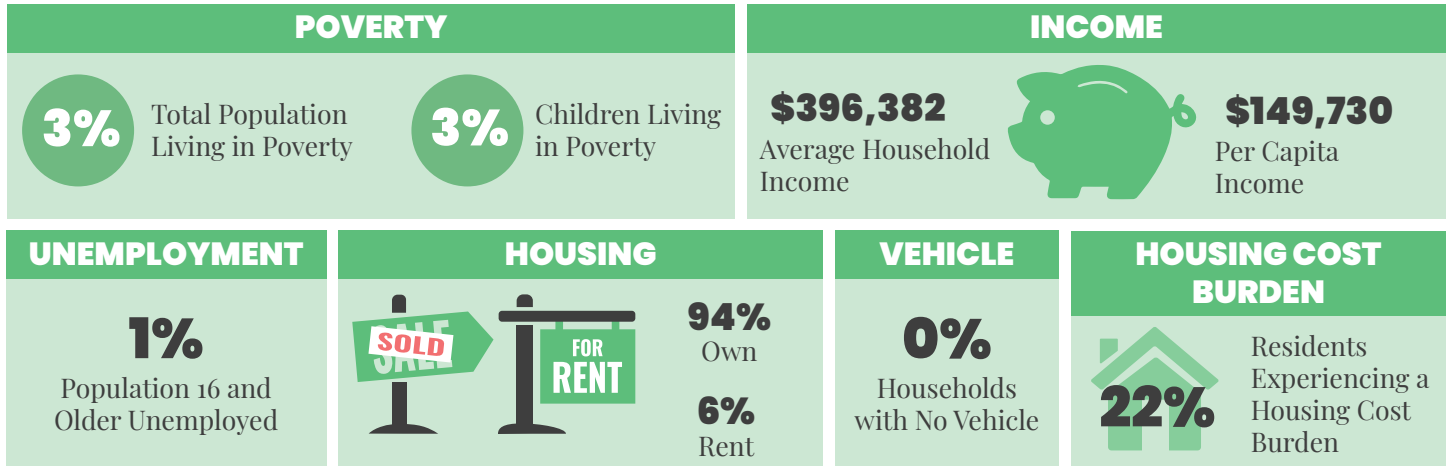 POVERTY
3%
Total Population
Living in Poverty
3%
Children Living
in Poverty
INCOME
$396,382
Average Household
Income
$149,730
Per Capita
Income
UNEMPLOYMENT
1%
Population 16 and
Older Unemployed
HOUSING
SALE
SOLD
FOR
RENT
94%
Own
6%
Rent
VEHICLE
0%
Households
with No Vehicle
HOUSING COST
BURDEN
22%
Residents
Experiencing a
Housing Cost
Burden